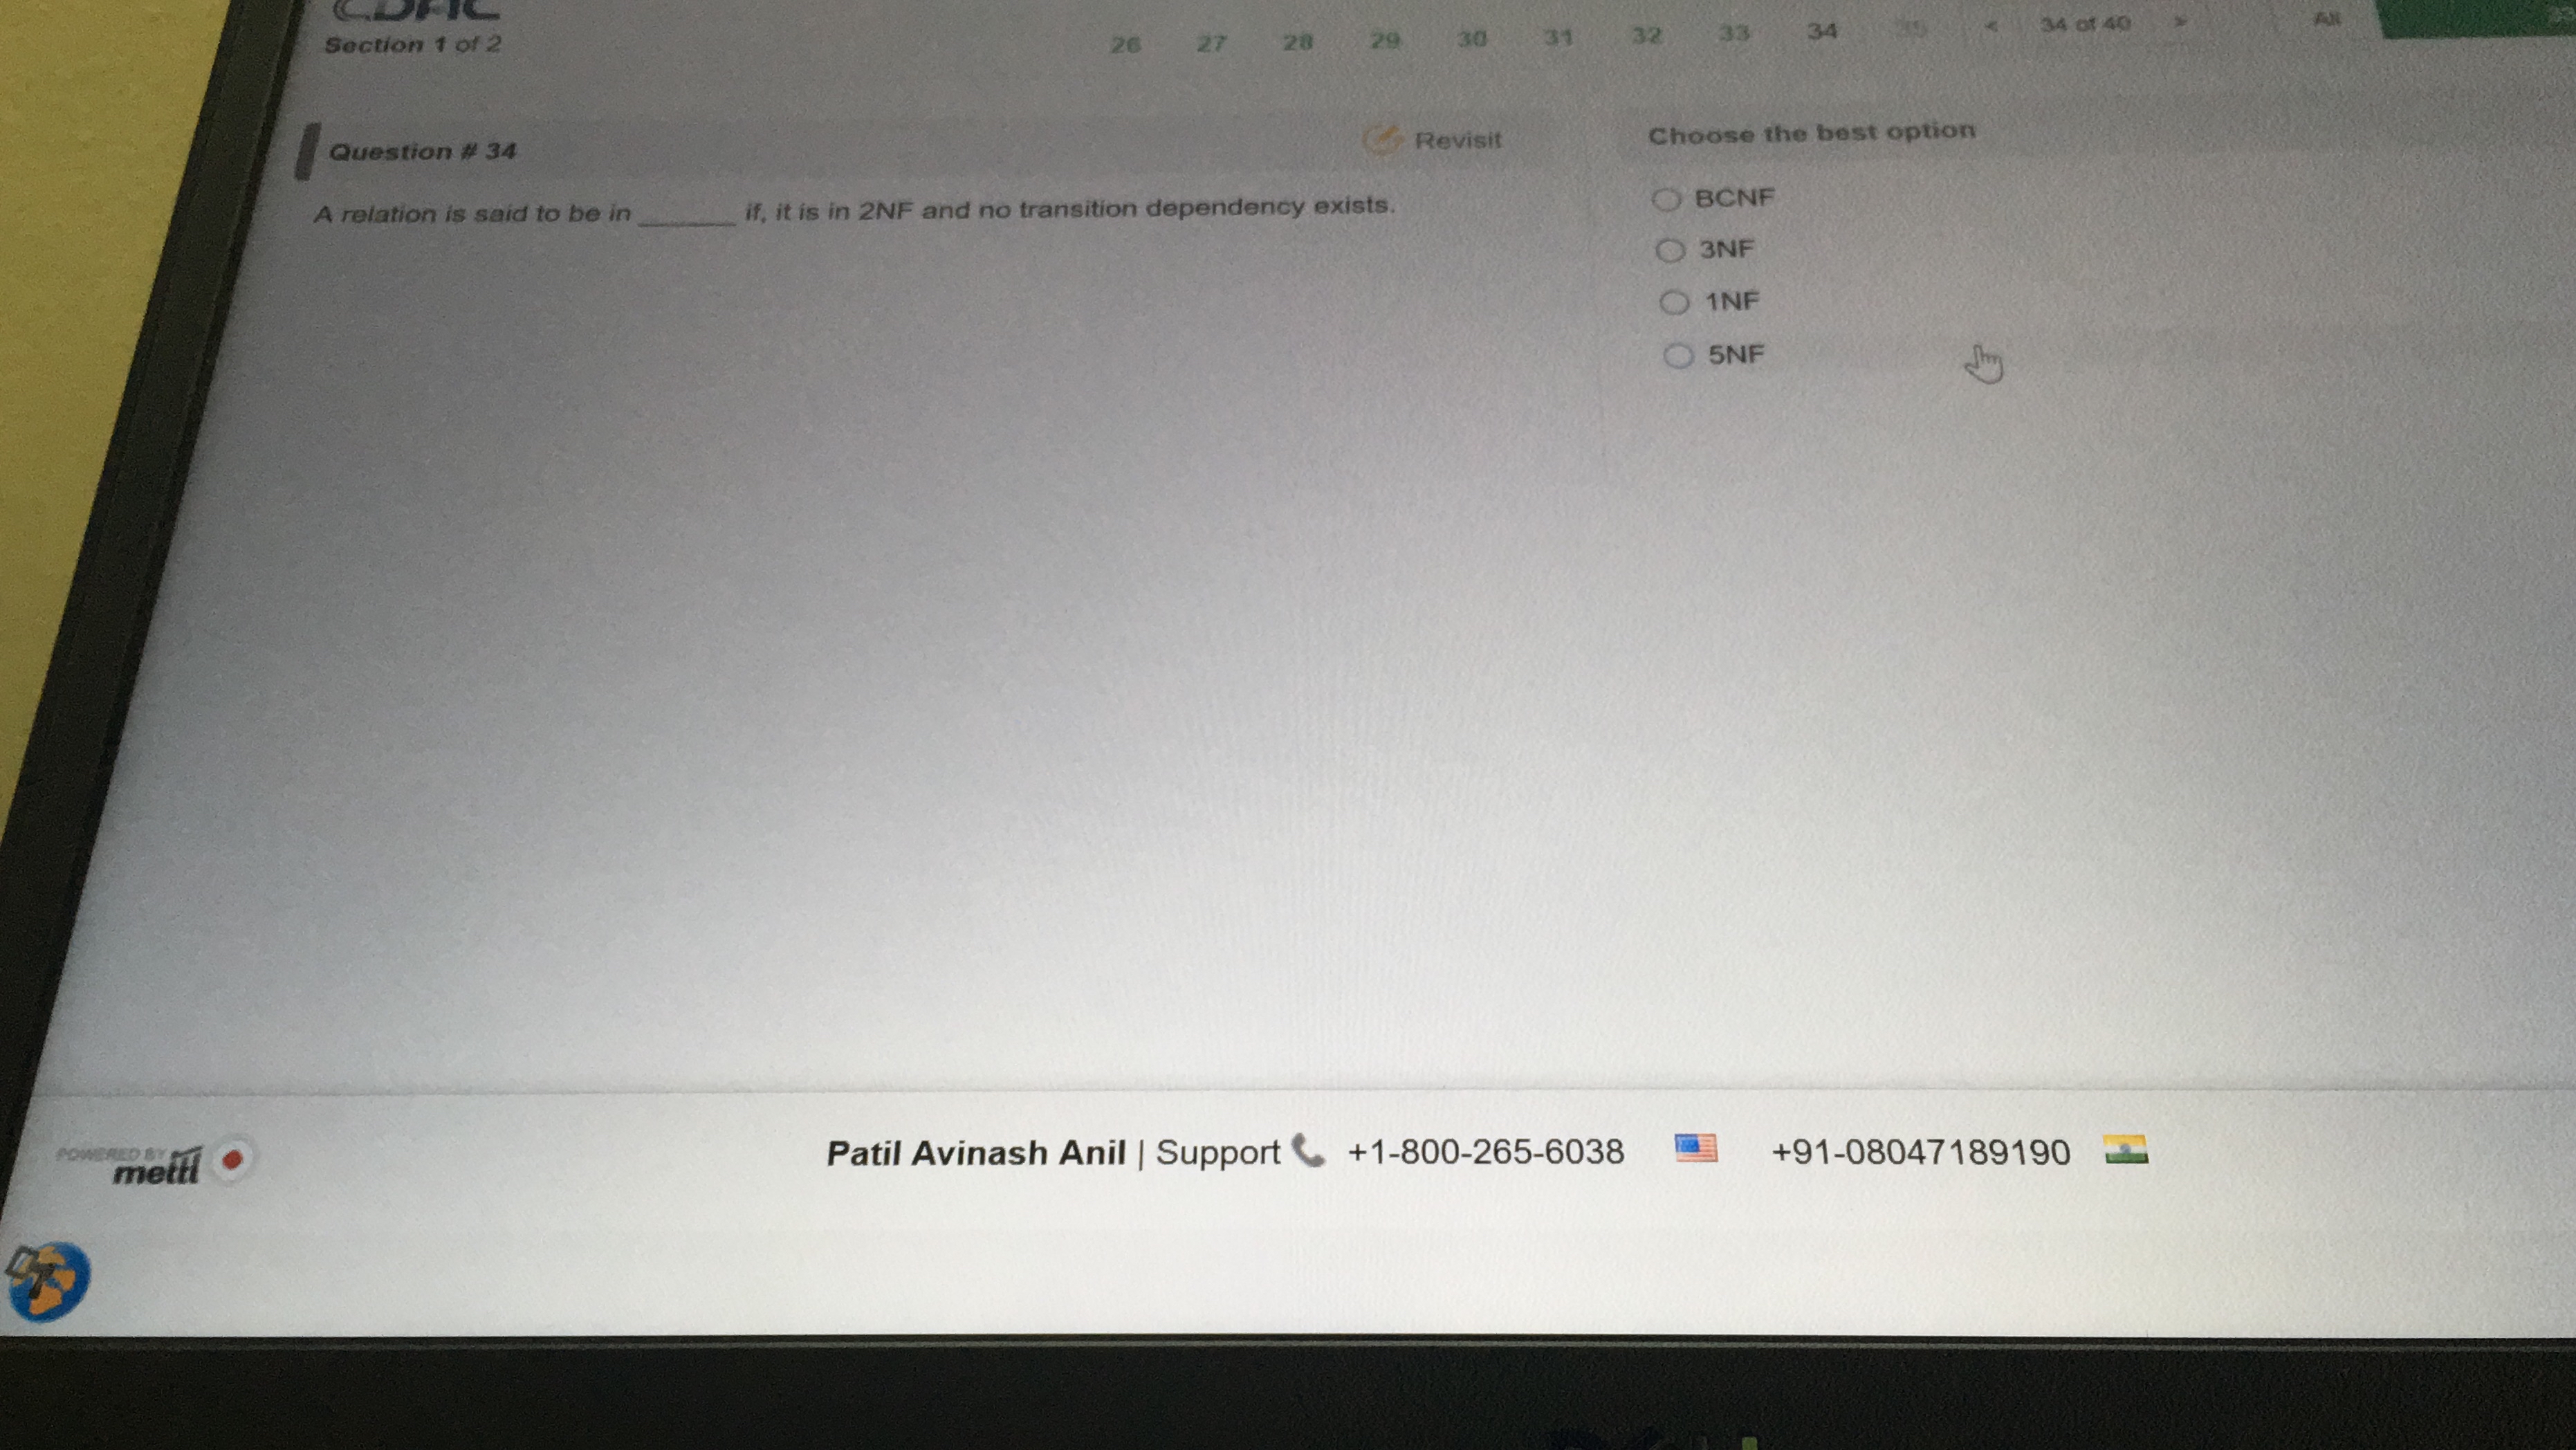 CDAC
Section 1 of 2
26 27 28 29 30 31 32 33 34 35 < 34 of 40 > All
Question # 34
Revisit
A relation is said to be in ______ if, it is in 2NF and no transition dependency exists.
Choose the best option
BCNF
3NF
1NF
5NF
POWERED BY
mettl
Patil Avinash Anil | Support +1-800-265-6038 +91-08047189190